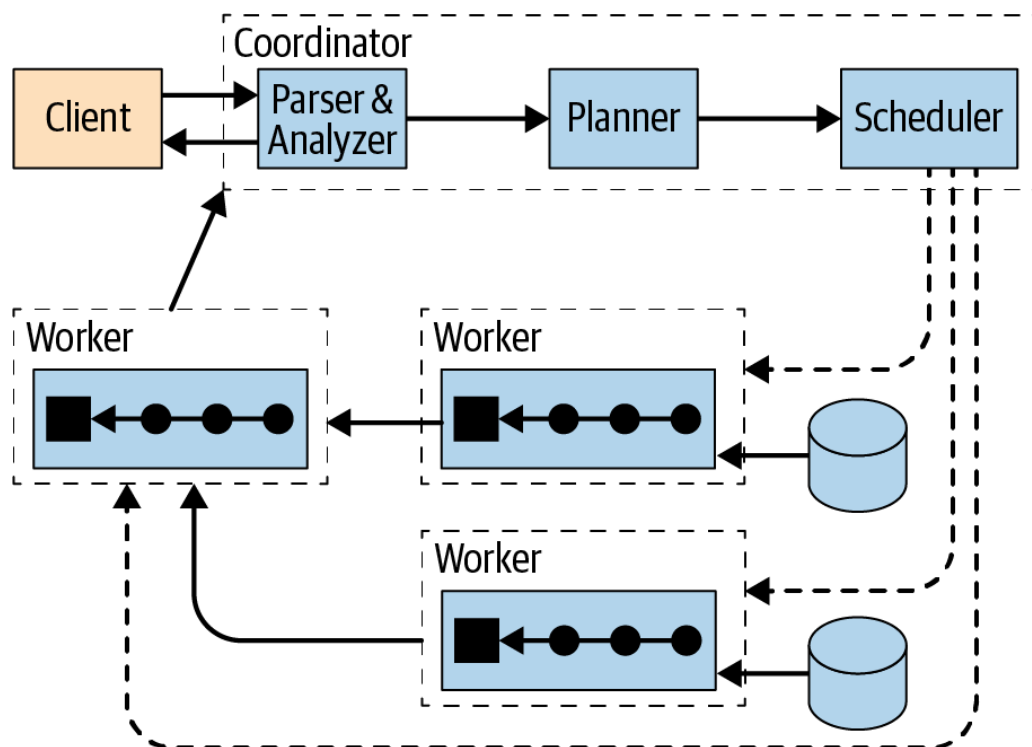 Coordinator
Client
Parser &
Analyzer
Planner
Scheduler
Worker
Worker
Worker